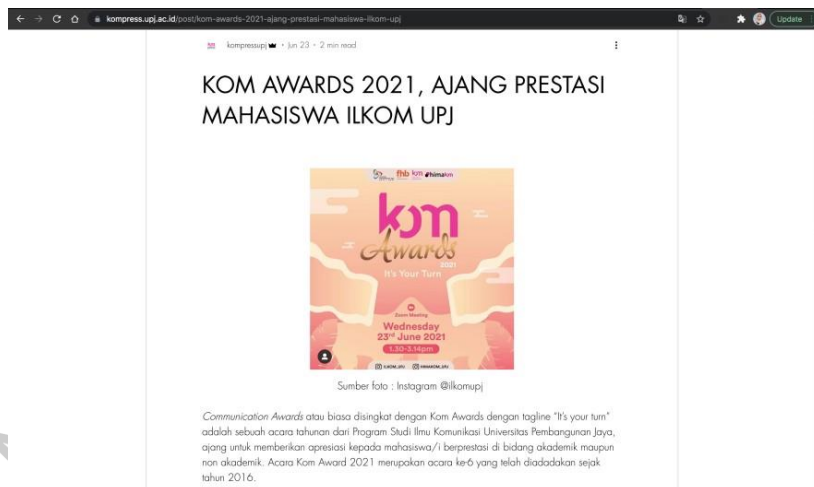 kompress.upj.ac.id/post/kom-awards-2021-ajang-prestasi-mahasiswa-ilkom-upj
Update
kompressupj · Jun 23 · 2 min read
KOM AWARDS 2021, AJANG PRESTASI
MAHASISWA ILKOM UPJ
fhb km #himakm
kom
Awards
2021
It's Your Turn
Zoom Meeting
Wednesday
23rd June 2021
1.30-3.14pm
ILKOM_UPJ HIMAKOM_UPJ
Sumber foto : Instagram @ilkomupj
Communication Awards atau biasa disingkat dengan Kom Awards dengan tagline "It's your turn"
adalah sebuah acara tahunan dari Program Studi Ilmu Komunikasi Universitas Pembangunan Jaya,
ajang untuk memberikan apresiasi kepada mahasiswa/i berprestasi di bidang akademik maupun
non akademik. Acara Kom Award 2021 merupakan acara ke-6 yang telah diadadakan sejak
tahun 2016.